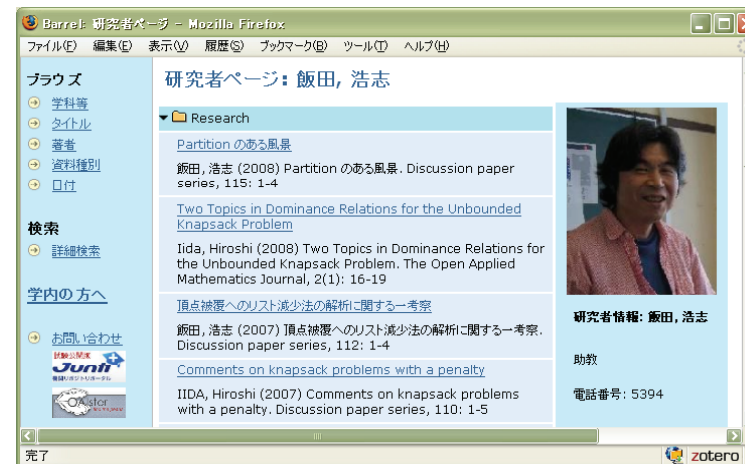 Barrel: 研究者ページ - Mozilla Firefox
ファイル(F) 編集(E) 表示(V) 履歴(S) ブックマーク(B) ツール(T) ヘルプ(H)
ブラウズ
学科等
タイトル
著者
資料種別
日付
検索
詳細検索
学内の方へ
お問い合わせ
試験公開末
Junii
OAIster
研究者ページ: 飯田, 浩志
Research
Partition のある風景
飯田, 浩志 (2008) Partition のある風景. Discussion paper
series, 115: 1-4
Two Topics in Dominance Relations for the Unbounded
Knapsack Problem
Iida, Hiroshi (2008) Two Topics in Dominance Relations for
the Unbounded Knapsack Problem. The Open Applied
Mathematics Journal, 2(1): 16-19
頂点被覆へのリスト減少法の解析に関する一考察
飯田, 浩志 (2007) 頂点被覆へのリスト減少法の解析に関する一考察.
Discussion paper series, 112: 1-4
Comments on knapsack problems with a penalty
IIDA, Hiroshi (2007) Comments on knapsack problems
with a penalty. Discussion paper series, 110: 1-5
研究者情報: 飯田, 浩志
助教
電話番号: 5394
完了
zotero